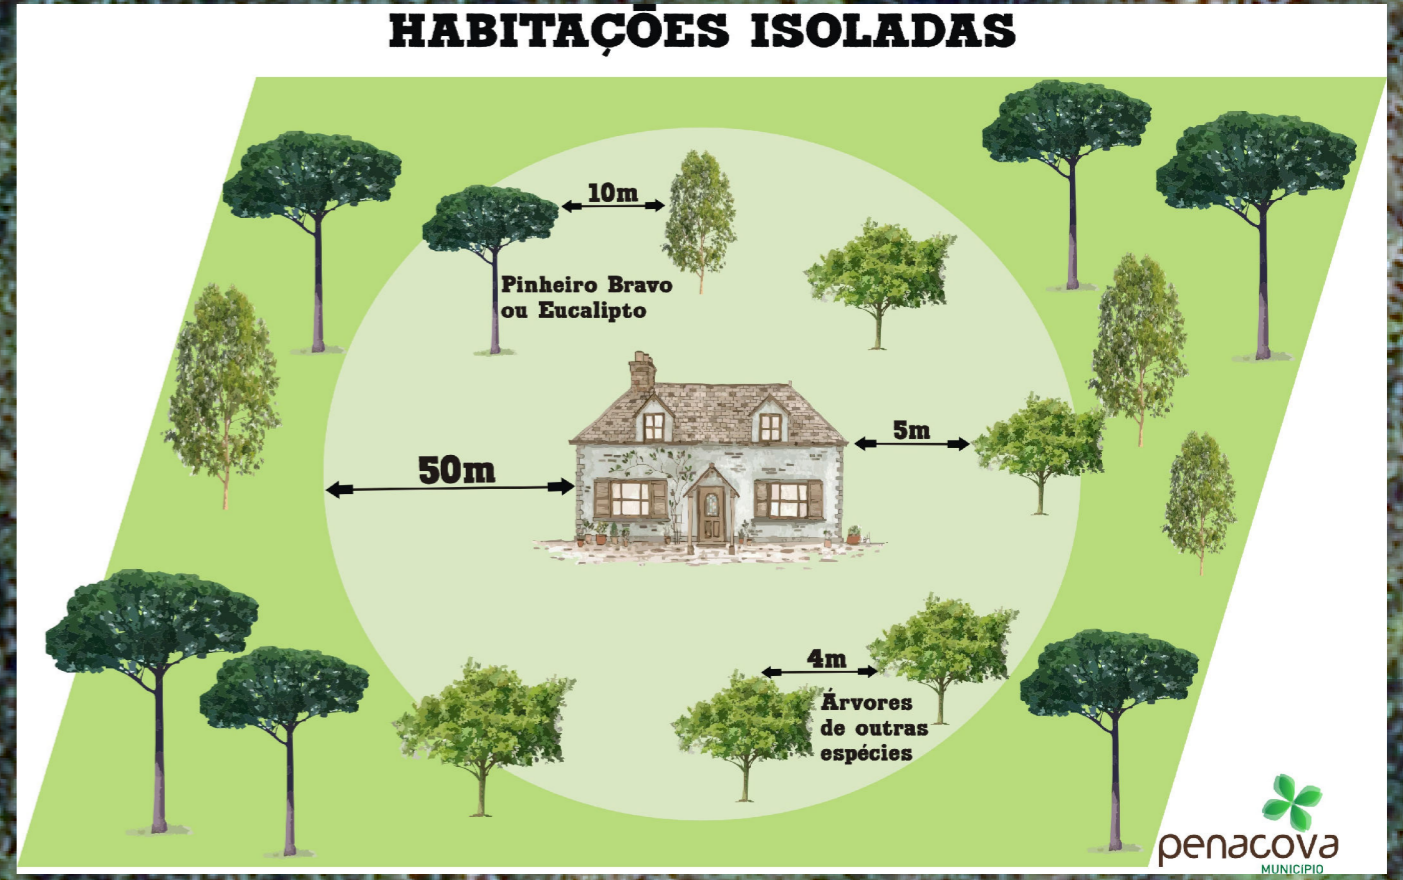 HABITAÇÕES ISOLADAS
10m
Pinheiro Bravo
ou Eucalipto
5m
50m
4m
Árvores
de outras
espécies
penacova
MUNICÍPIO